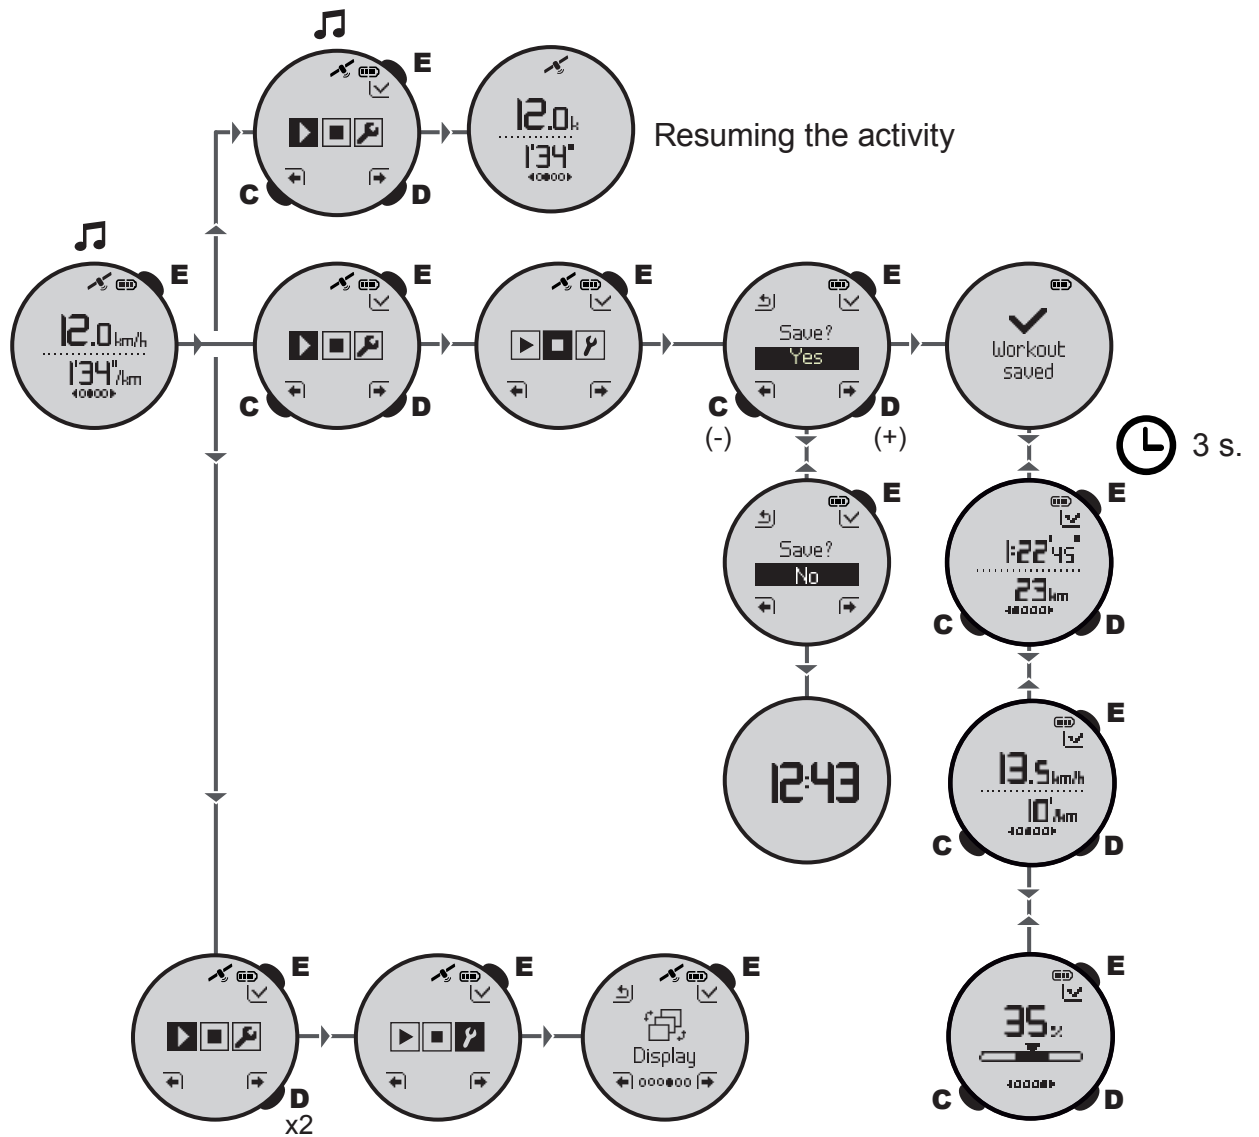 E
12.0k
1'34"
Resuming the activity
C
D
E
12.0km/h
1'34"/km
E
C
D
E
E
Save?
Yes
C
(-)
D
(+)
Workout
saved
3 s.
E
Save?
No
E
1:22'45"
23km
C
D
12:43
E
13.5km/h
10'/km
C
D
E
D
x2
E
E
Display
E
35%
C
D